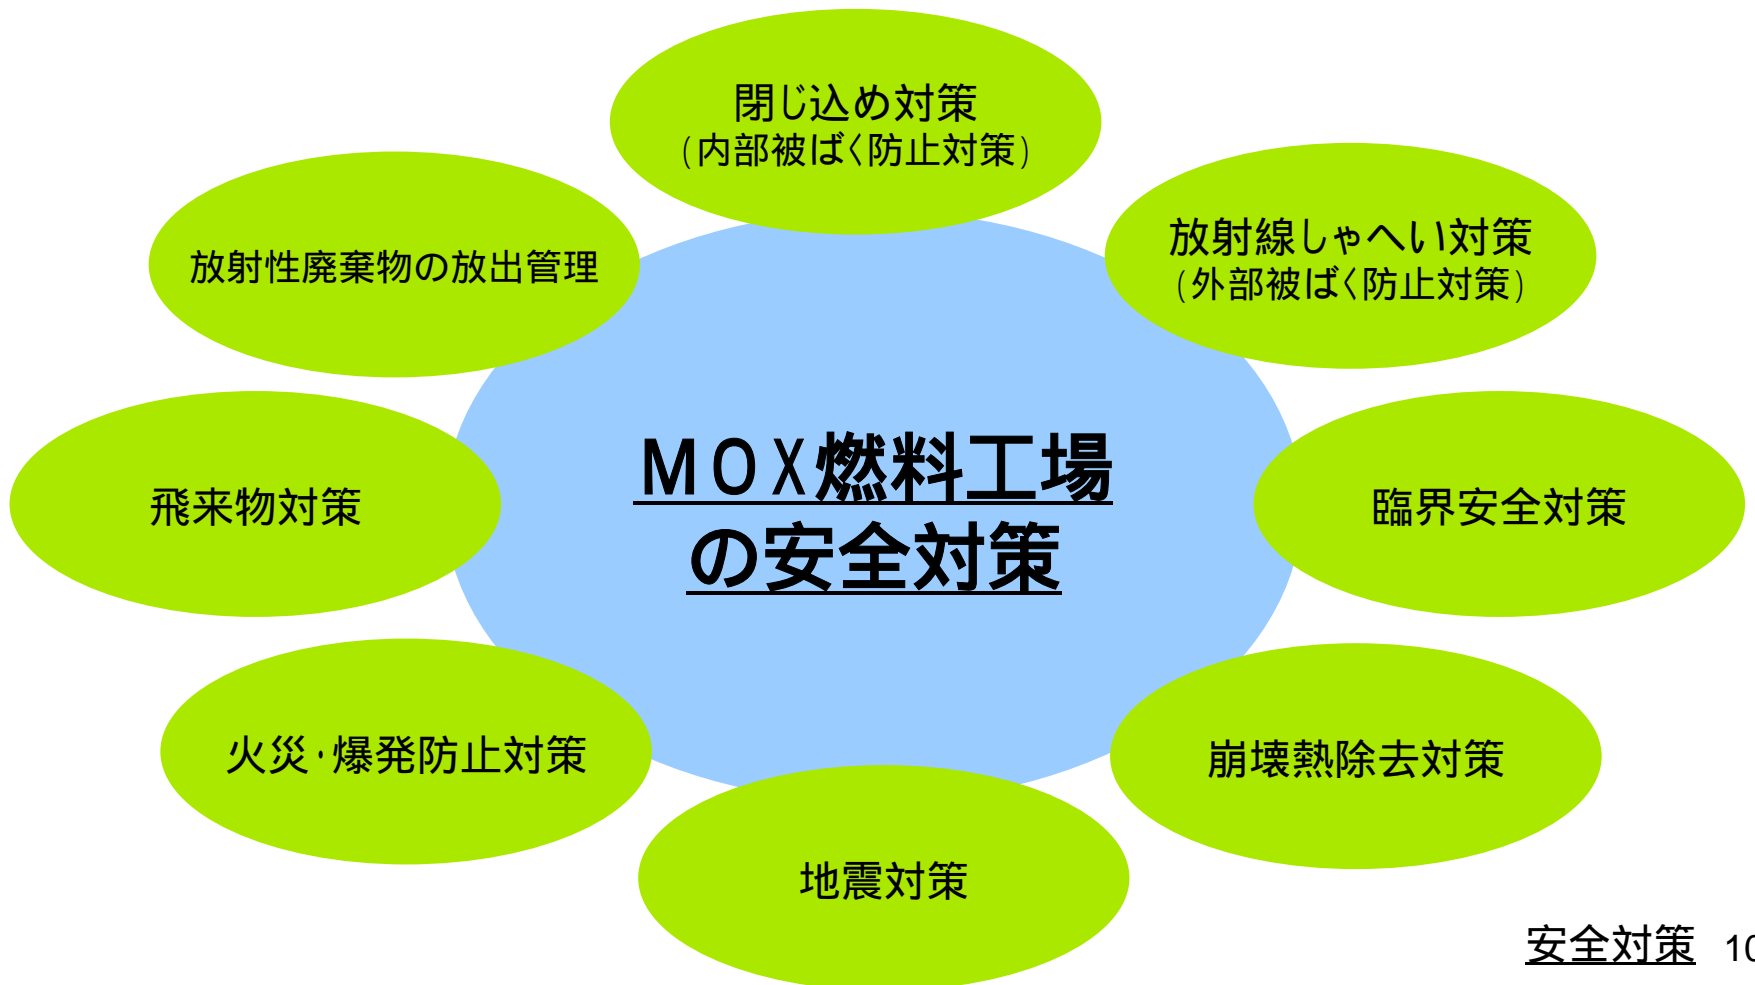 閉じ込め対策
(内部被ばく防止対策)
放射線しゃへい対策
(外部被ばく防止対策)
放射性廃棄物の放出管理
MOX燃料工場
の安全対策
飛来物対策
臨界安全対策
火災・爆発防止対策
崩壊熱除去対策
地震対策
安全対策 10